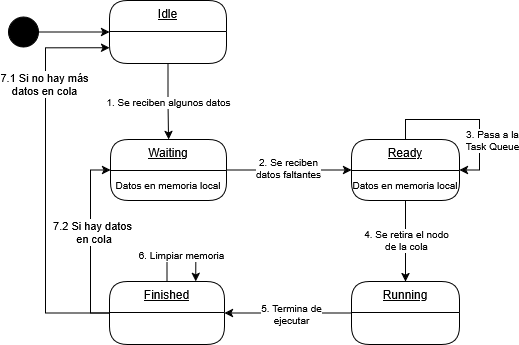 Idle
7.1 Si no hay más
datos en cola
1. Se reciben algunos datos
Waiting
Datos en memoria local
2. Se reciben
datos faltantes
Ready
Datos en memoria local
3. Pasa a la
Task Queue
4. Se retira el nodo
de la cola
7.2 Si hay datos
en cola
6. Limpiar memoria
Finished
5. Termina de
ejecutar
Running